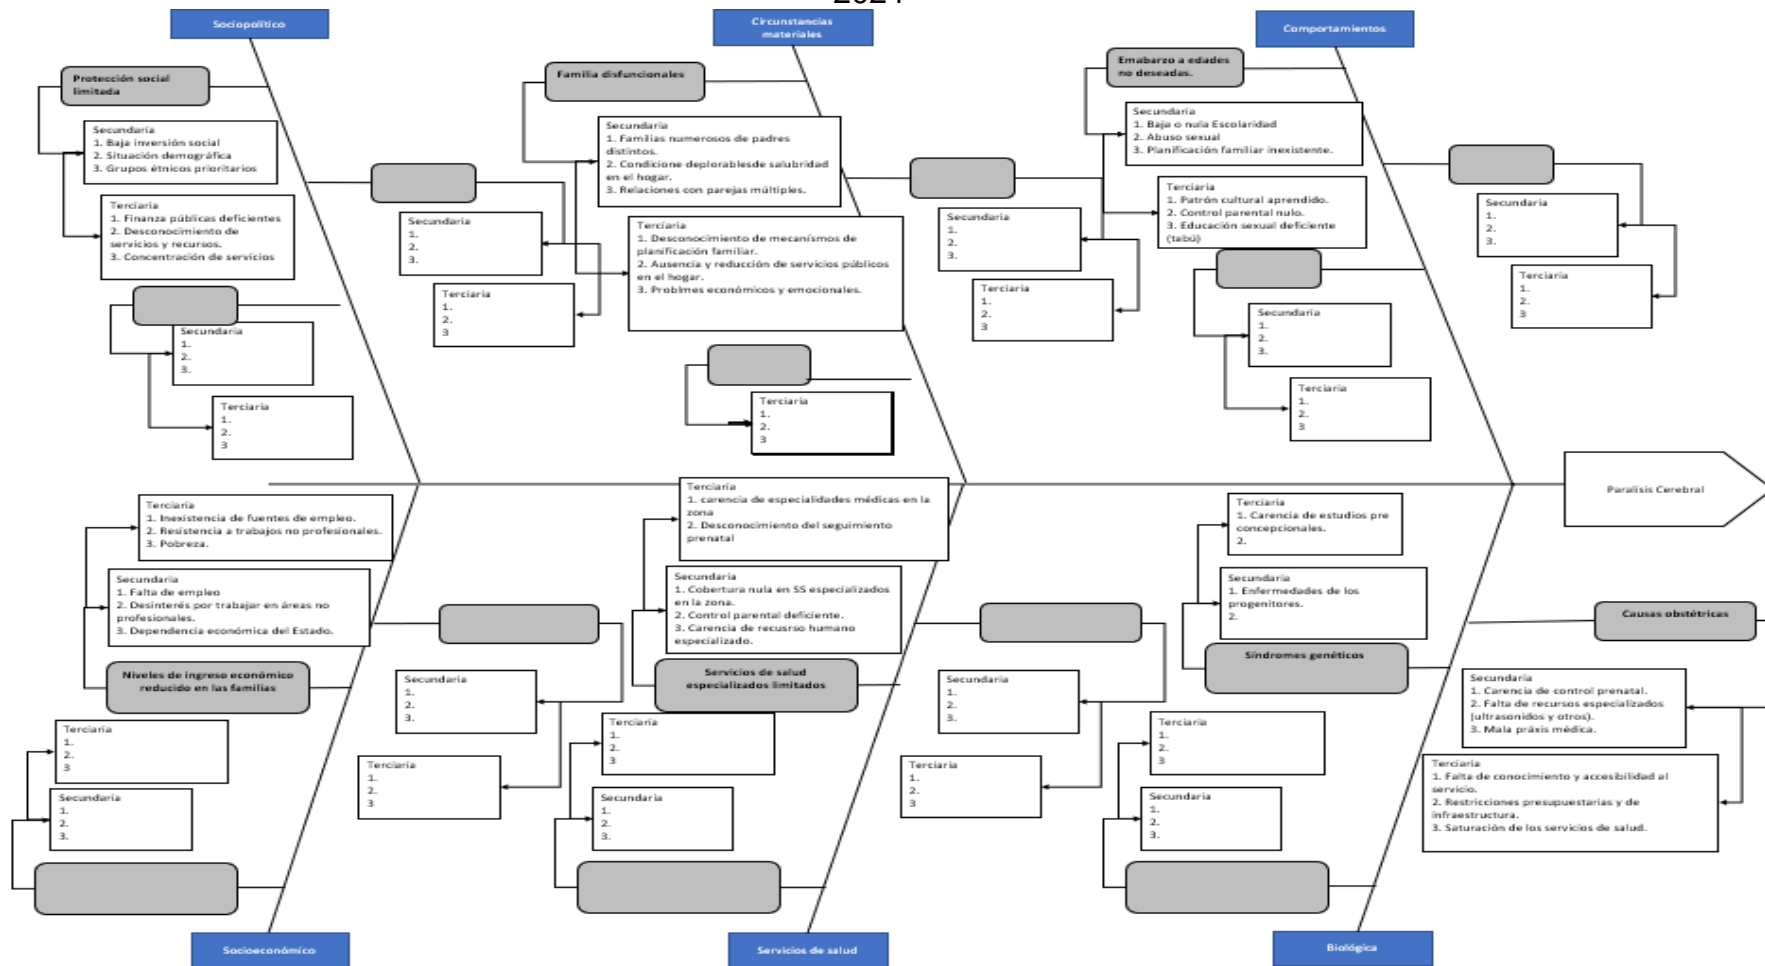 Sociopolítico
Circunstancias
materiales
Comportamientos
Protección social
limitada
Secundaria
1. Baja inversión social
2. Situación demográfica
3. Grupos étnicos prioritarios
Terciaria
1. Finanza públicas deficientes
2. Desconocimiento de
servicios y recursos.
3. Concentración de servicios
Secundaria
1.
2.
3.
Terciaria
1.
2.
3
Secundaria
1.
2.
3.
Terciaria
1.
2.
3
Familia disfuncionales
Secundaria
1. Familias numerosos de padres
distintos.
2. Condicione deplorablesde salubridad
en el hogar.
3. Relaciones con parejas múltiples.
Terciaria
1. Desconocimiento de mecanísmos de
planificación familiar.
2. Ausencia y reducción de servicios públicos
en el hogar.
3. Problmes económicos y emocionales.
Terciaria
1.
2.
3
Secundaria
1.
2.
3.
Terciaria
1.
2.
3
Emabarzo a edades
no deseadas.
Secundaria
1. Baja o nula Escolaridad
2. Abuso sexual
3. Planificación familiar inexistente.
Terciaria
1. Patrón cultural aprendido.
2. Control parental nulo.
3. Educación sexual deficiente
(tabú)
Secundaria
1.
2.
3.
Terciaria
1.
2.
3
Secundaria
1.
2.
3.
Terciaria
1.
2.
3
Paralisis Cerebral
Terciaria
1. Inexistencia de fuentes de empleo.
2. Resistencia a trabajos no profesionales.
3. Pobreza.
Secundaria
1. Falta de empleo
2. Desinterés por trabajar en áreas no
profesionales.
3. Dependencia económica del Estado.
Niveles de ingreso económico
reducido en las familias
Terciaria
1.
2.
3
Secundaria
1.
2.
3.
Secundaria
1.
2.
3.
Terciaria
1.
2.
3
Terciaria
1. carencia de especialidades médicas en la
zona
2. Desconocimiento del seguimiento
prenatal
Secundaria
1. Cobertura nula en SS especializados
en la zona.
2. Control parental deficiente.
3. Carencia de recusrso humano
especializado.
Servicios de salud
especializados limitados
Terciaria
1.
2.
3
Secundaria
1.
2.
3.
Secundaria
1.
2.
3.
Terciaria
1.
2.
3
Terciaria
1. Carencia de estudios pre
concepcionales.
2.
Secundaria
1. Enfermedades de los
progenitores.
2.
Síndromes genéticos
Terciaria
1.
2.
3
Secundaria
1.
2.
3.
Causas obstétricas
Secundaria
1. Carencia de control prenatal.
2. Falta de recursos especializados
(ultrasonidos y otros).
3. Mala práxis médica.
Terciaria
1. Falta de conocimiento y accesibilidad al
servicio.
2. Restricciones presupuestarias y de
infraestructura.
3. Saturación de los servicios de salud.
Socioeconómico
Servicios de salud
Biológica